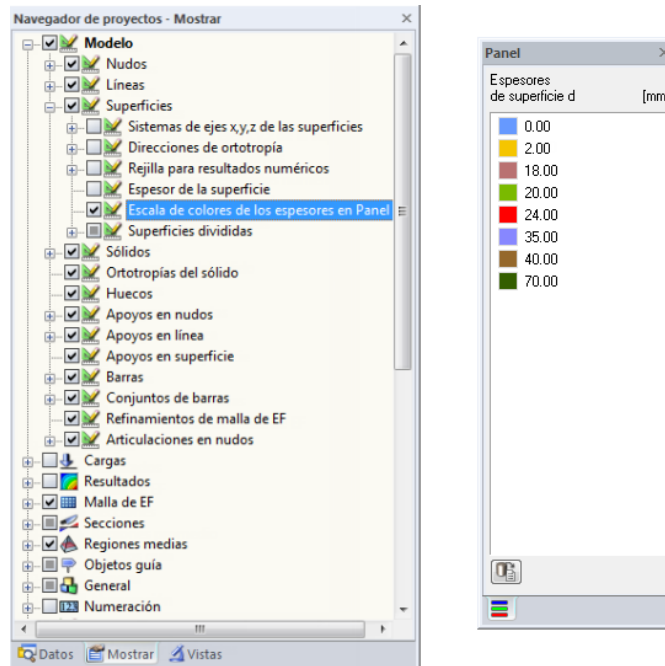 Navegador de proyectos - Mostrar
Modelo
Nudos
Líneas
Superficies
Sistemas de ejes x,y,z de las superficies
Direcciones de ortotropía
Rejilla para resultados numéricos
Espesor de la superficie
Escala de colores de los espesores en Panel
Superficies divididas
Sólidos
Ortotropías del sólido
Huecos
Apoyos en nudos
Apoyos en línea
Apoyos en superficie
Barras
Conjuntos de barras
Refinamientos de malla de EF
Articulaciones en nudos
Cargas
Resultados
Malla de EF
Secciones
Regiones medias
Objetos guía
General
Numeración
Datos Mostrar Vistas
Panel
Espesores
de superficie d [mm
0.00
2.00
18.00
20.00
24.00
35.00
40.00
70.00